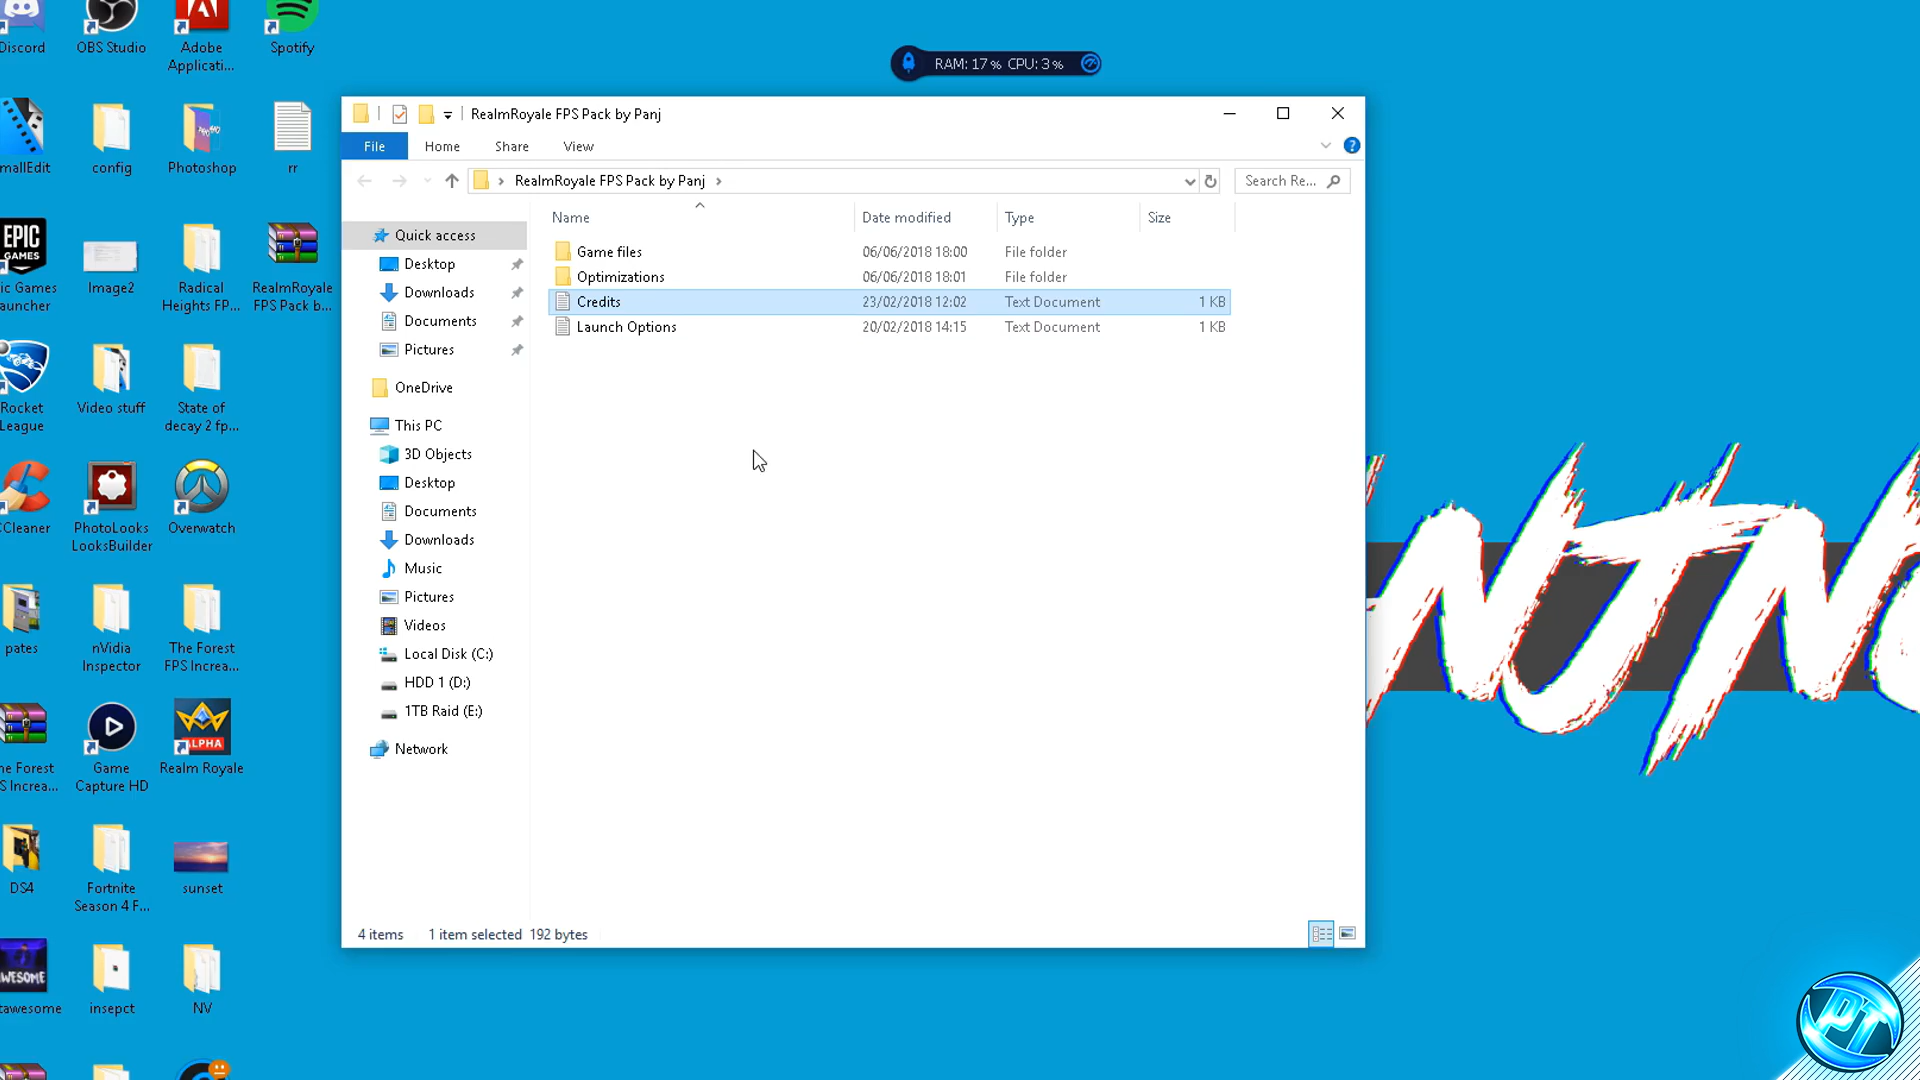 Discord
OBS Studio
Adobe
Applicati...
Spotify
RAM: 17% CPU: 3%
RealmRoyale FPS Pack by Panj
File
Home
Share
View
RealmRoyale FPS Pack by Panj
Search Re...
Name
Date modified
Type
Size
Game files
06/06/2018 18:00
File folder
Optimizations
06/06/2018 18:01
File folder
Credits
23/02/2018 12:02
Text Document
1 KB
Launch Options
20/02/2018 14:15
Text Document
1 KB
Quick access
Desktop
Downloads
Documents
Pictures
OneDrive
This PC
3D Objects
Desktop
Documents
Downloads
Music
Pictures
Videos
Local Disk (C:)
HDD 1 (D:)
1TB Raid (E:)
Network
4 items
1 item selected 192 bytes
mallEdit
config
Photoshop
rr
EPIC
GAMES
ic Games
auncher
Image2
Radical
Heights FP...
RealmRoyale
FPS Pack b...
Rocket
League
Video stuff
State of
decay 2 fp...
CCleaner
PhotoLooks
LooksBuilder
Overwatch
pates
nVidia
Inspector
The Forest
FPS Increa...
he Forest
S Increa...
Game
Capture HD
ALPHA
Realm Royale
DS4
Fortnite
Season 4 F...
sunset
WESOME
tawesome
insepct
NV
PT